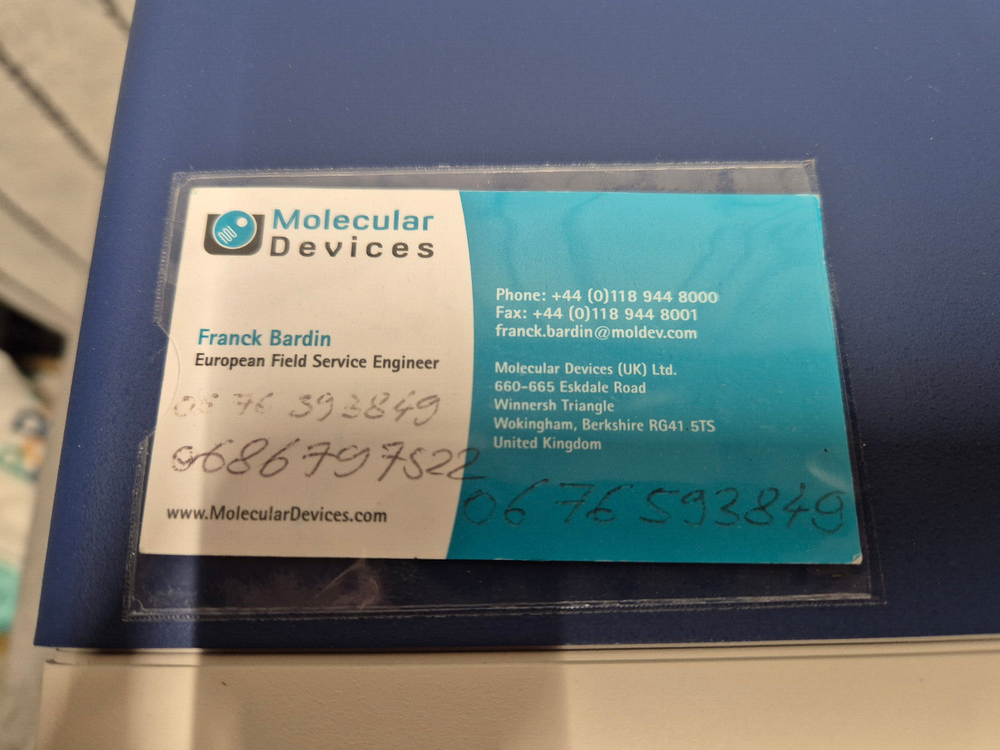 Molecular
Devices
Franck Bardin
European Field Service Engineer
06 76 593849
0686797522
www.MolecularDevices.com
Phone: +44 (0)118 944 8000
Fax: +44 (0)118 944 8001
franck.bardin@moldev.com
Molecular Devices (UK) Ltd.
660-665 Eskdale Road
Winnersh Triangle
Wokingham, Berkshire RG41 5TS
United Kingdom
06 76 593849